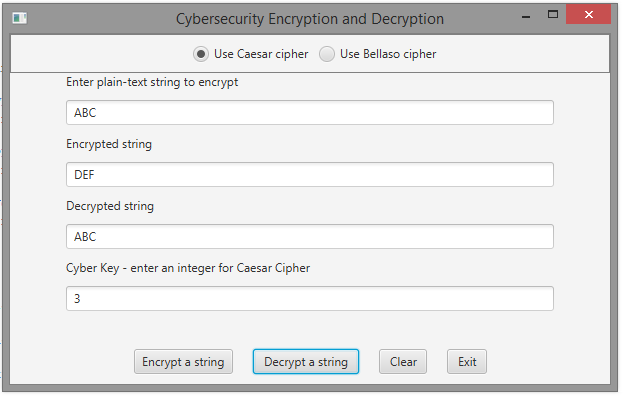 Cybersecurity Encryption and Decryption
Use Caesar cipher Use Bellaso cipher
Enter plain-text string to encrypt
ABC
Encrypted string
DEF
Decrypted string
ABC
Cyber Key - enter an integer for Caesar Cipher
3
Encrypt a string Decrypt a string Clear Exit